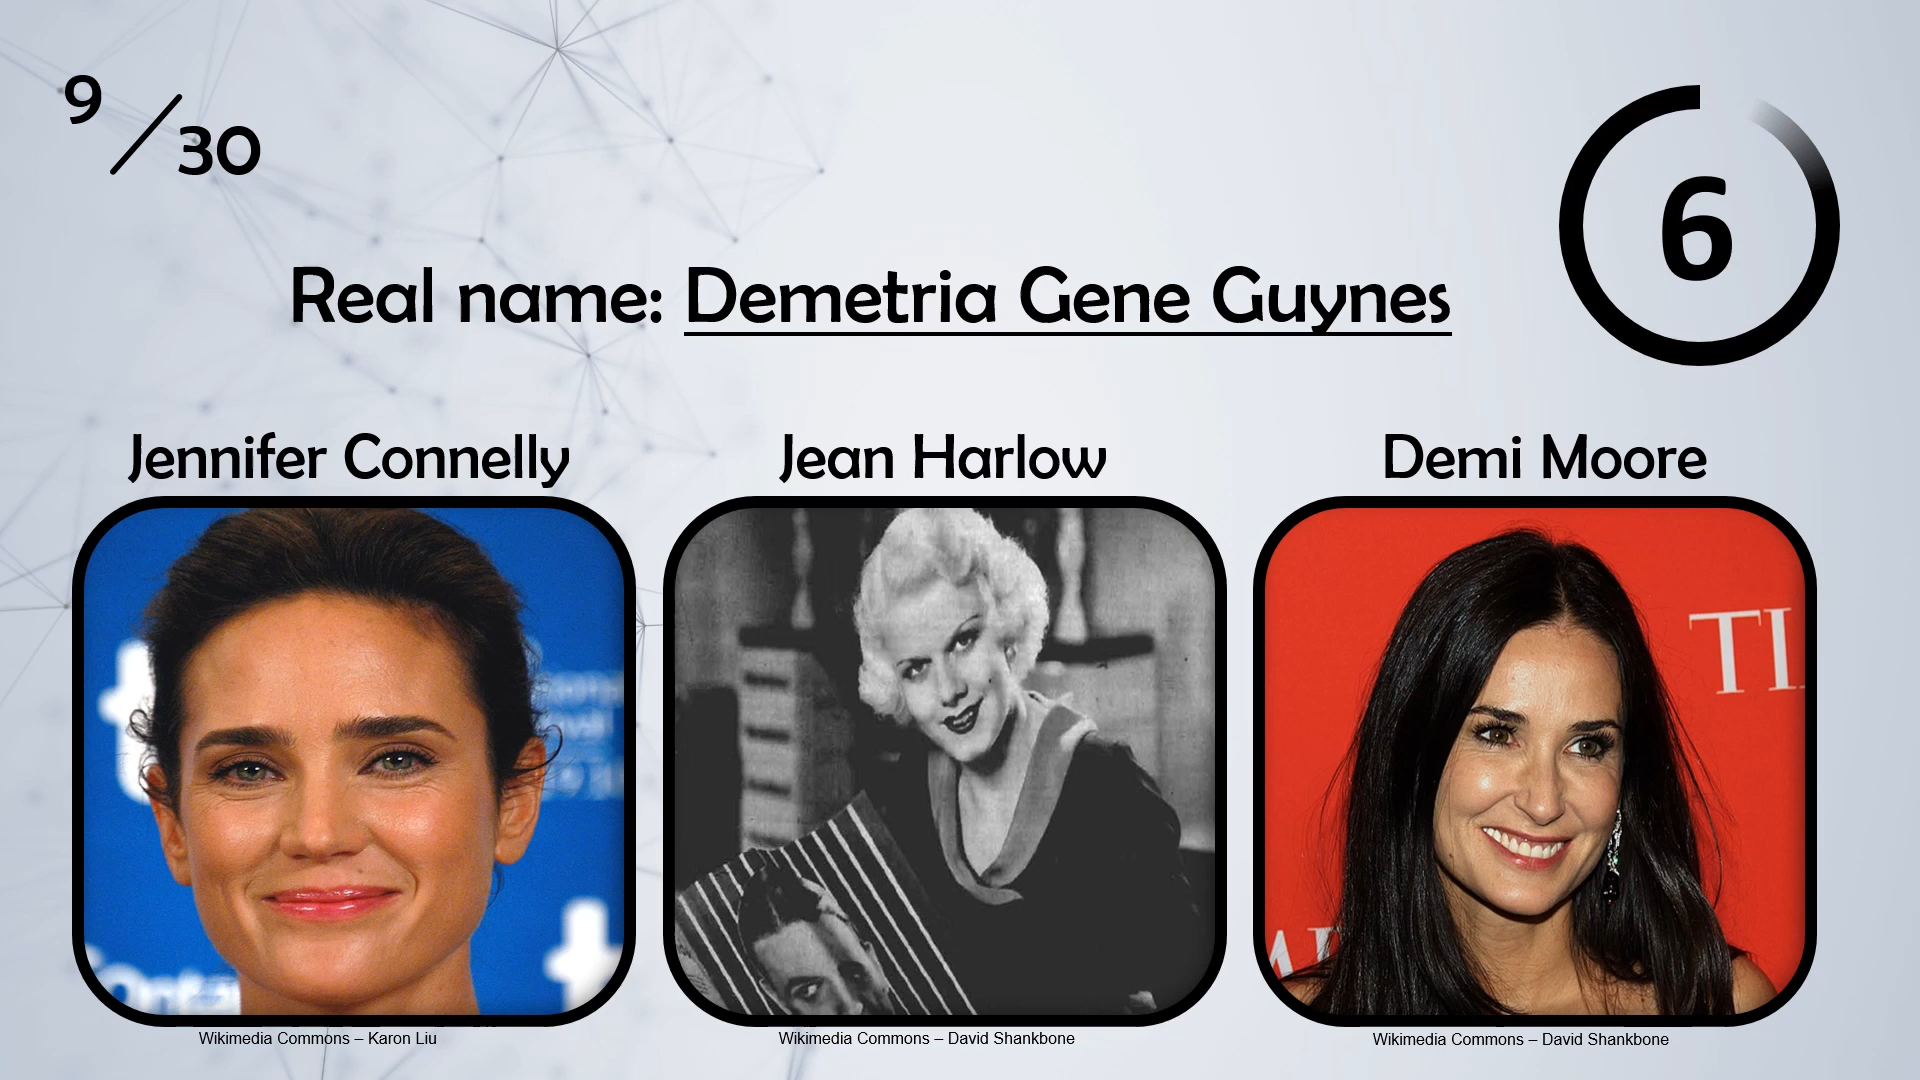 9/30
6
Real name: Demetria Gene Guynes
Jennifer Connelly
Jean Harlow
Demi Moore
TI
Wikimedia Commons – Karon Liu
Wikimedia Commons – David Shankbone
Wikimedia Commons – David Shankbone